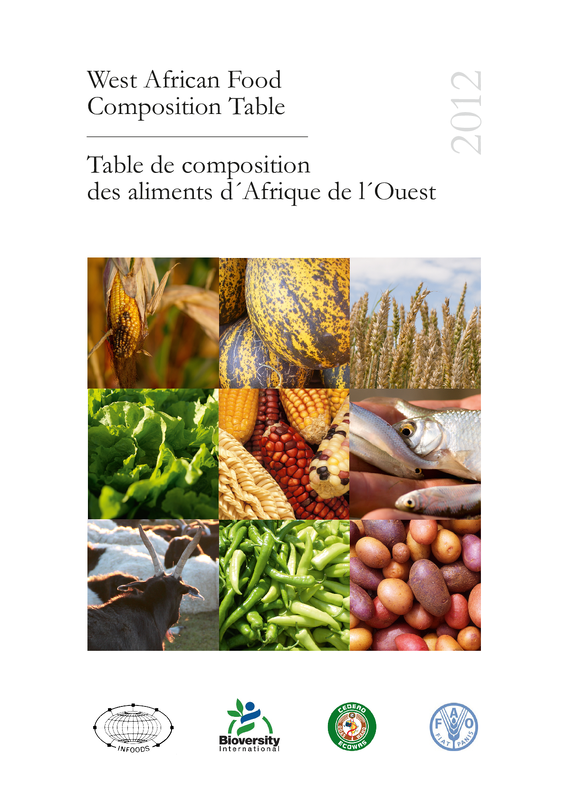 West African Food
Composition Table
2012
Table de composition
des aliments d´Afrique de l´Ouest
INFOODS
Bioversity
International
CEDEAO
ECOWAS
F A O
FIAT PANIS